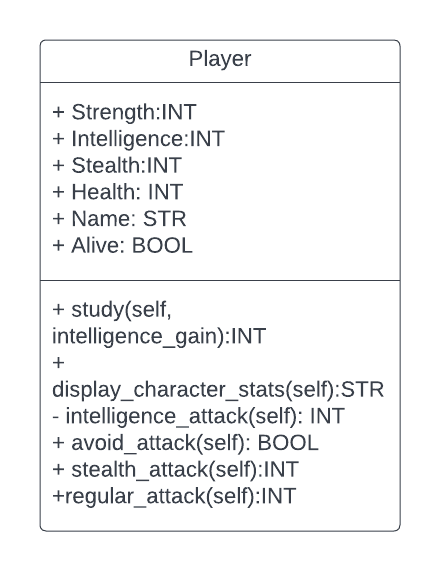 Player
+ Strength:INT
+ Intelligence:INT
+ Stealth:INT
+ Health: INT
+ Name: STR
+ Alive: BOOL
+ study(self,
intelligence_gain):INT
+
display_character_stats(self):STR
- intelligence_attack(self): INT
+ avoid_attack(self): BOOL
+ stealth_attack(self):INT
+regular_attack(self):INT